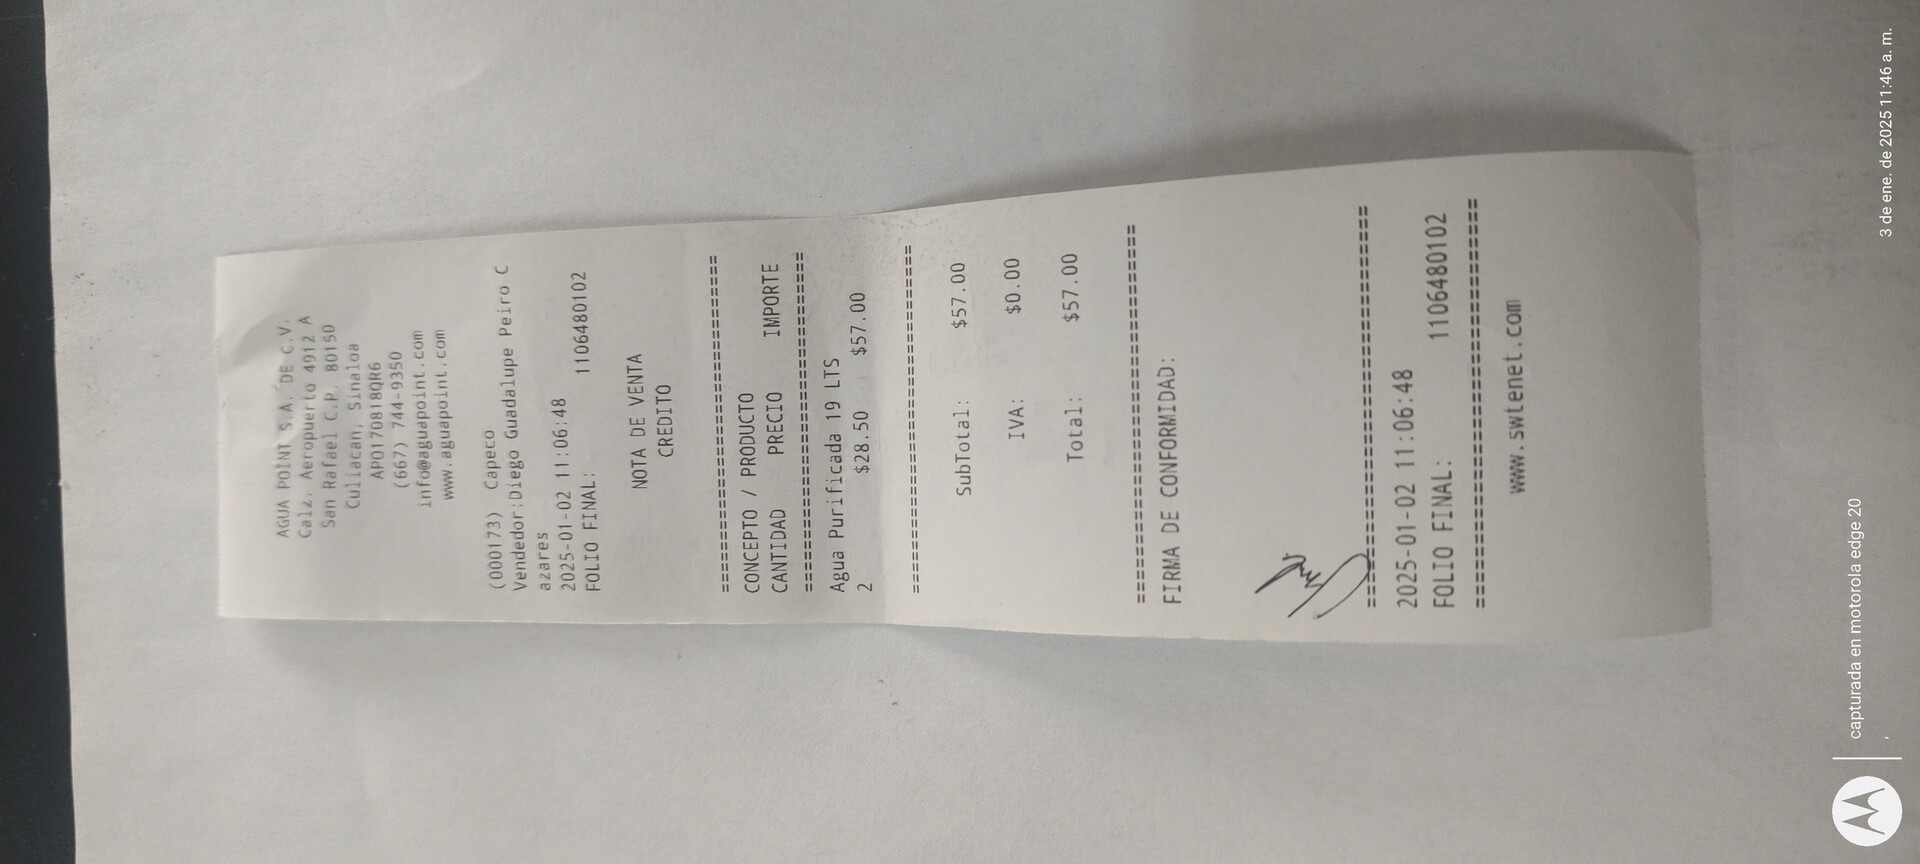 AGUA POINT S.A. DE C.V.
Calz. Aeropuerto 4912 A
San Rafael C.P. 80150
Culiacan, Sinaloa
APO170818QR6
(667) 744-9350
info@aguapoint.com
www.aguapoint.com
(000173) Capeco
Vendedor:Diego Guadalupe Peiro C
azares
2025-01-02 11:06:48
FOLIO FINAL: 1106480102
NOTA DE VENTA
CREDITO
================================
CONCEPTO / PRODUCTO
CANTIDAD PRECIO IMPORTE
================================
Agua Purificada 19 LTS
2 $28.50 $57.00
================================
SubTotal: $57.00
IVA: $0.00
Total: $57.00
================================
FIRMA DE CONFORMIDAD:
================================
2025-01-02 11:06:48
FOLIO FINAL: 1106480102
================================
www.swtenet.com
capturada en motorola edge 20
,
3 de ene. de 2025 11:46 a. m.